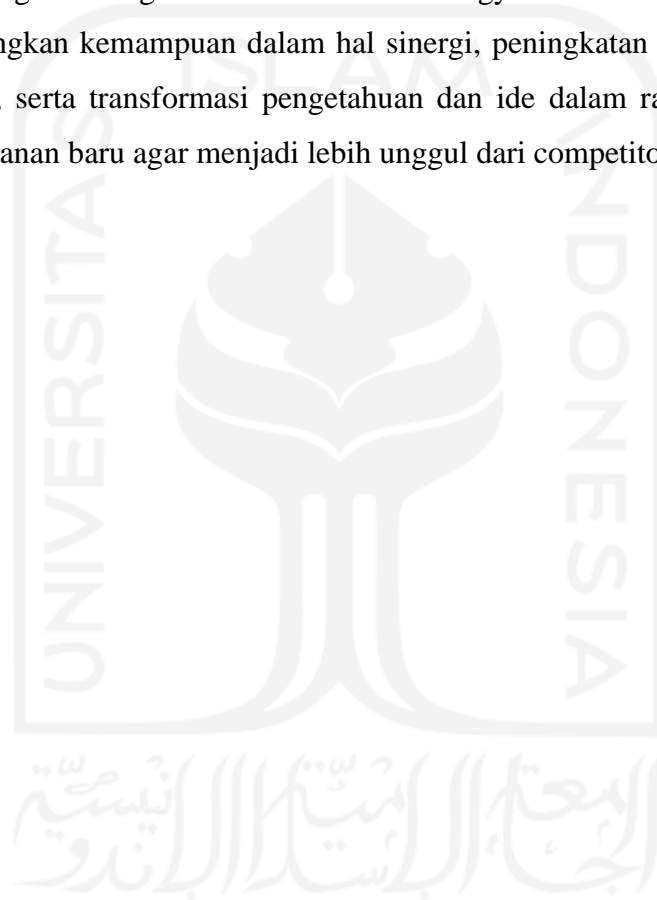 ngkan kemampuan dalam hal sinergi, peningkatan
, serta transformasi pengetahuan dan ide dalam ra
anan baru agar menjadi lebih unggul dari competito
ISLAM
UNIVERSITAS
INDONESIA